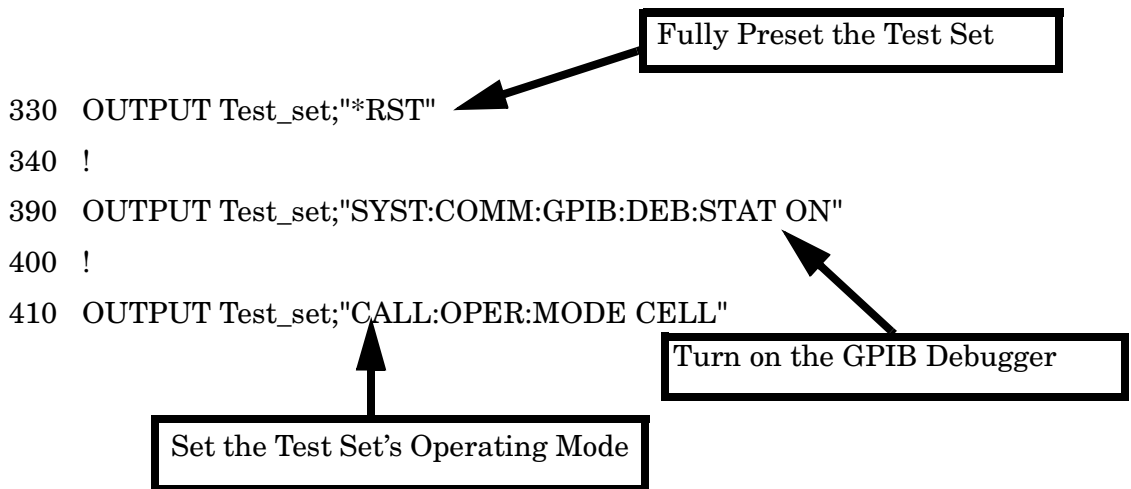 Fully Preset the Test Set
330 OUTPUT Test_set;"*RST"
340 !
390 OUTPUT Test_set;"SYST:COMM:GPIB:DEB:STAT ON"
400 !
410 OUTPUT Test_set;"CALL:OPER:MODE CELL"
Turn on the GPIB Debugger
Set the Test Set’s Operating Mode